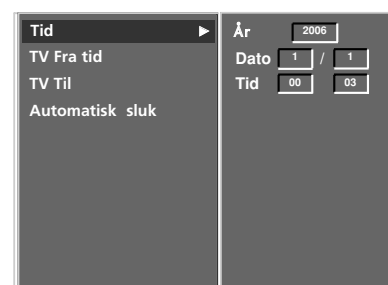 Tid ▶
TV Fra tid
TV Til
Automatisk sluk
År 2006
Dato 1 / 1
Tid 00 03